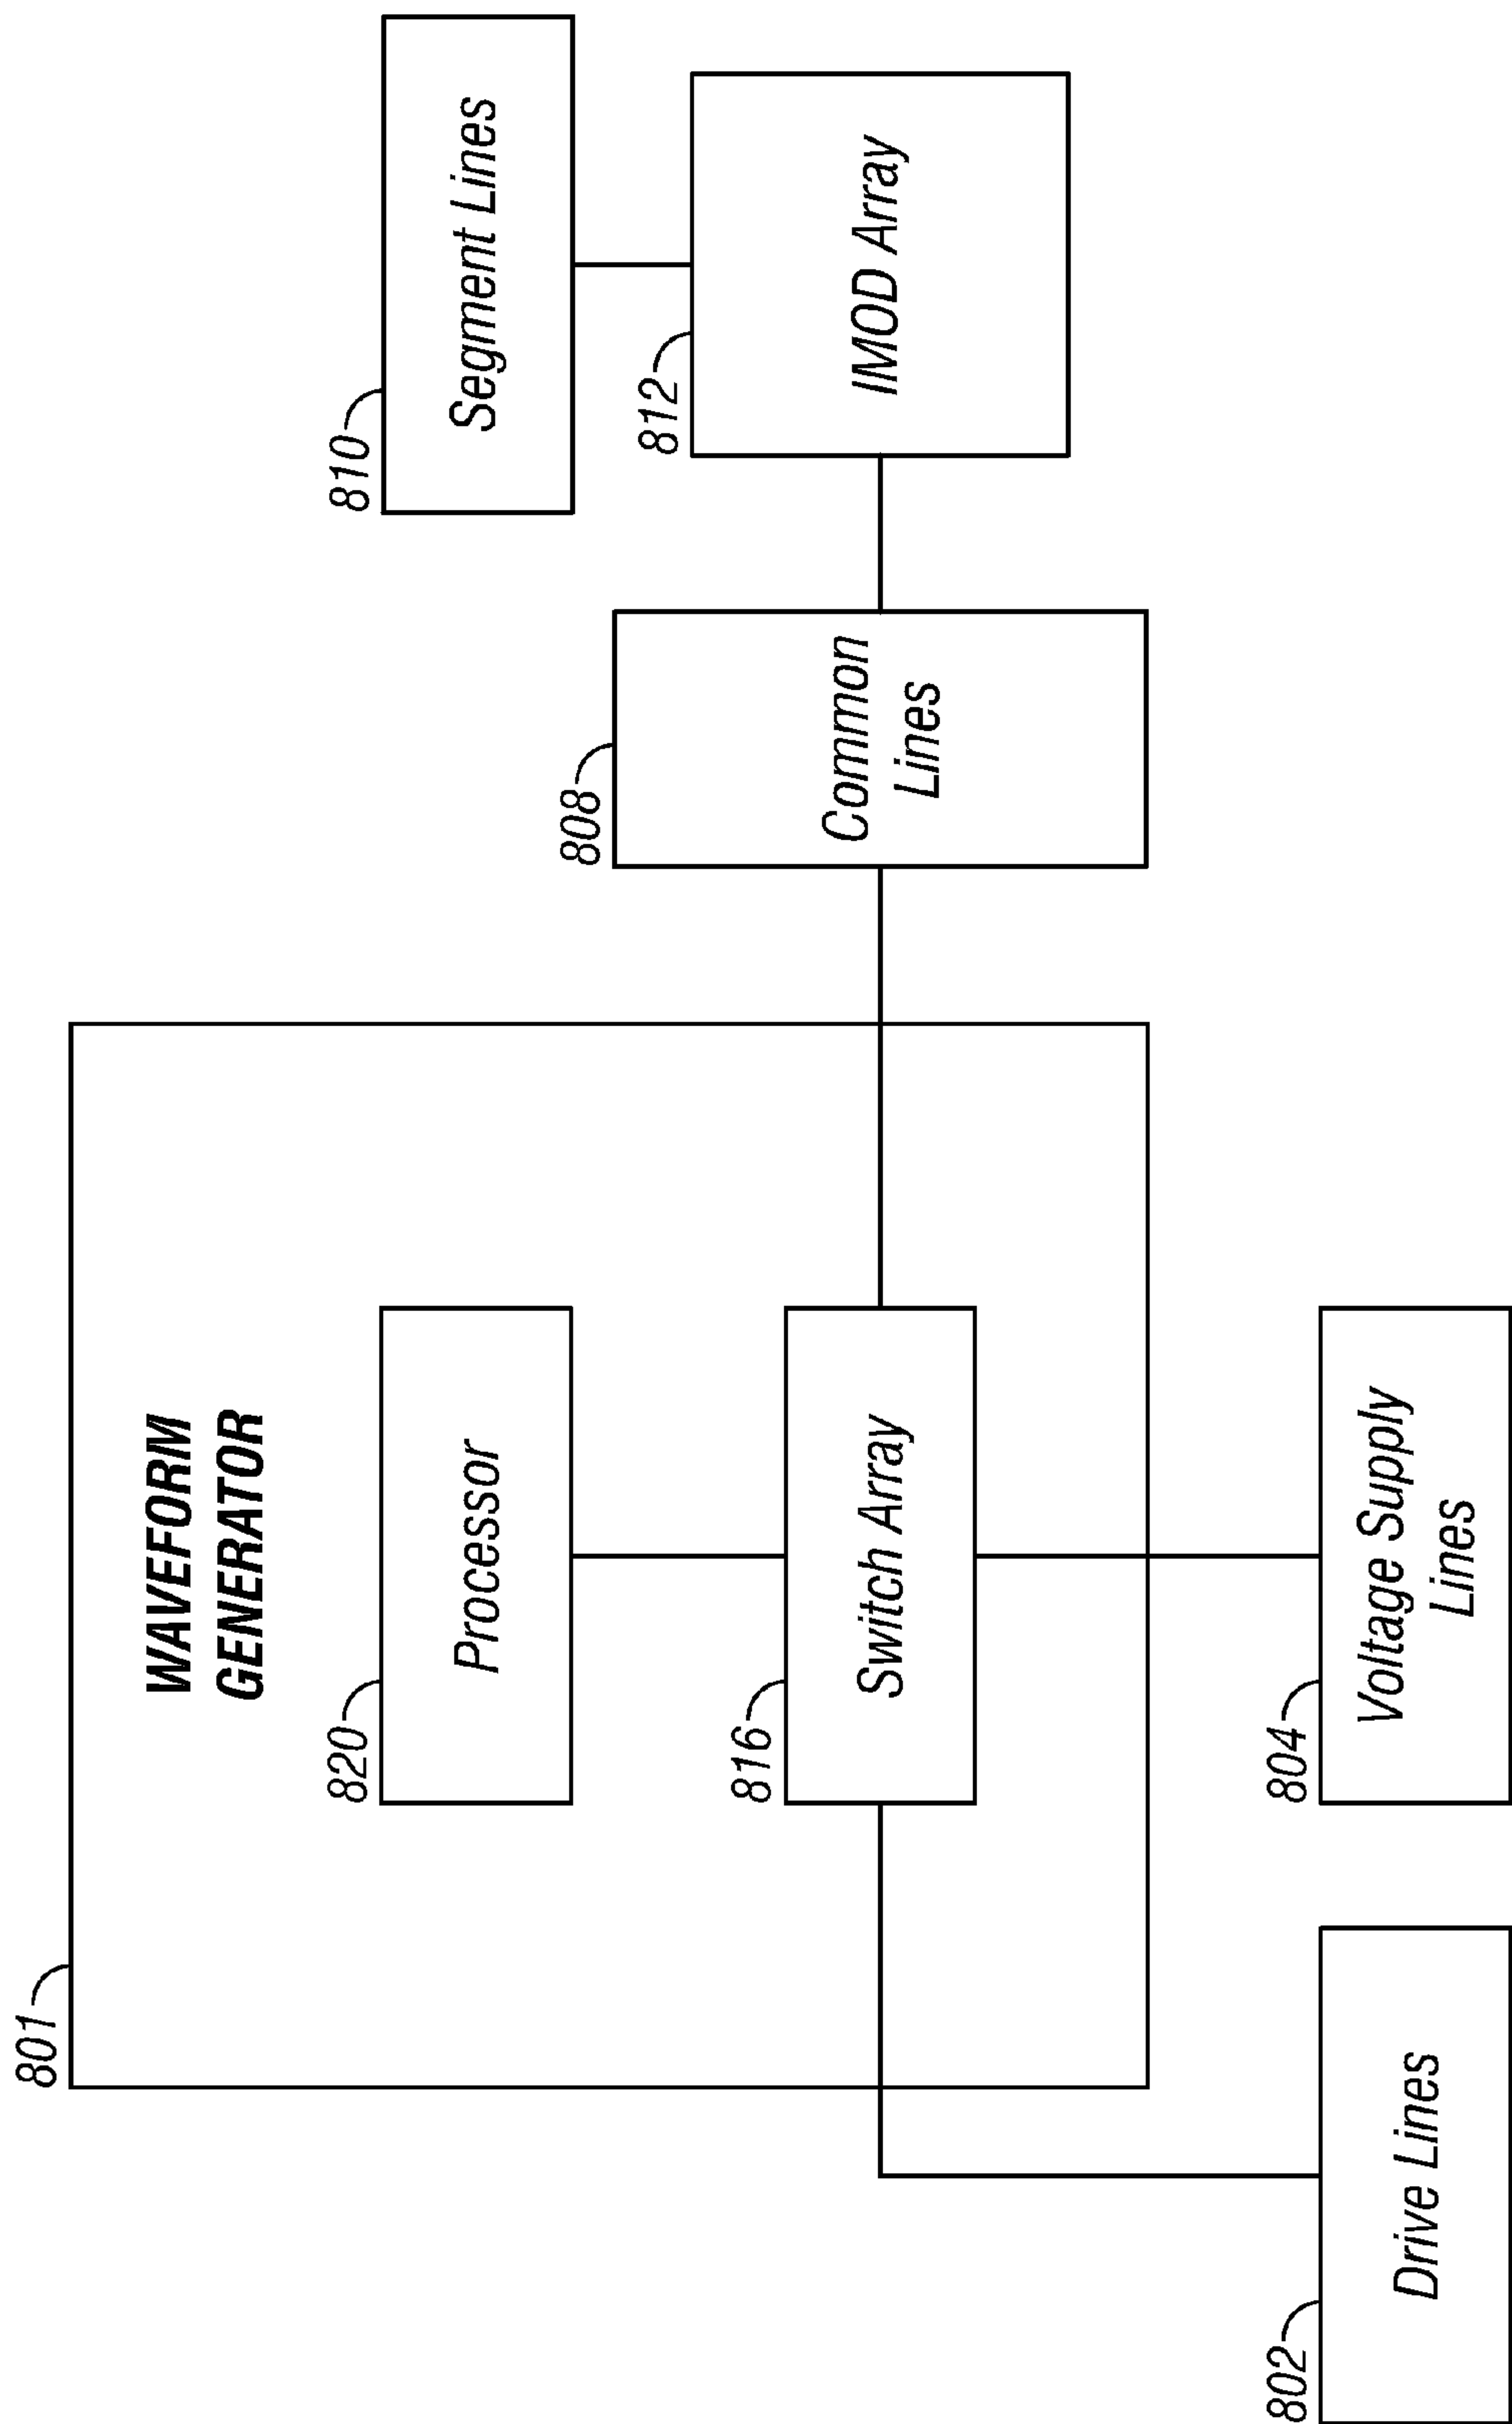 801
WAVEFORM
GENERATOR
820
Processor
810
Segment Lines
816
Switch Array
808
Common
Lines
812
IMOD Array
802
Drive Lines
804
Voltage Supply
Lines